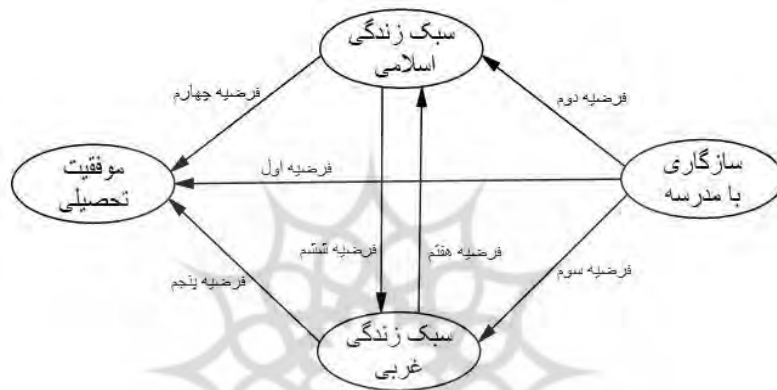 سبک زندگی
اسلامی
فرضیه چهارم
فرضیه دوم
موفقیت
تحصیلی
فرضیه اول
سازگاری
با مدرسه
فرضیه ششم
فرضیه هفتم
فرضیه پنجم
فرضیه سوم
سبک زندگی
غربی